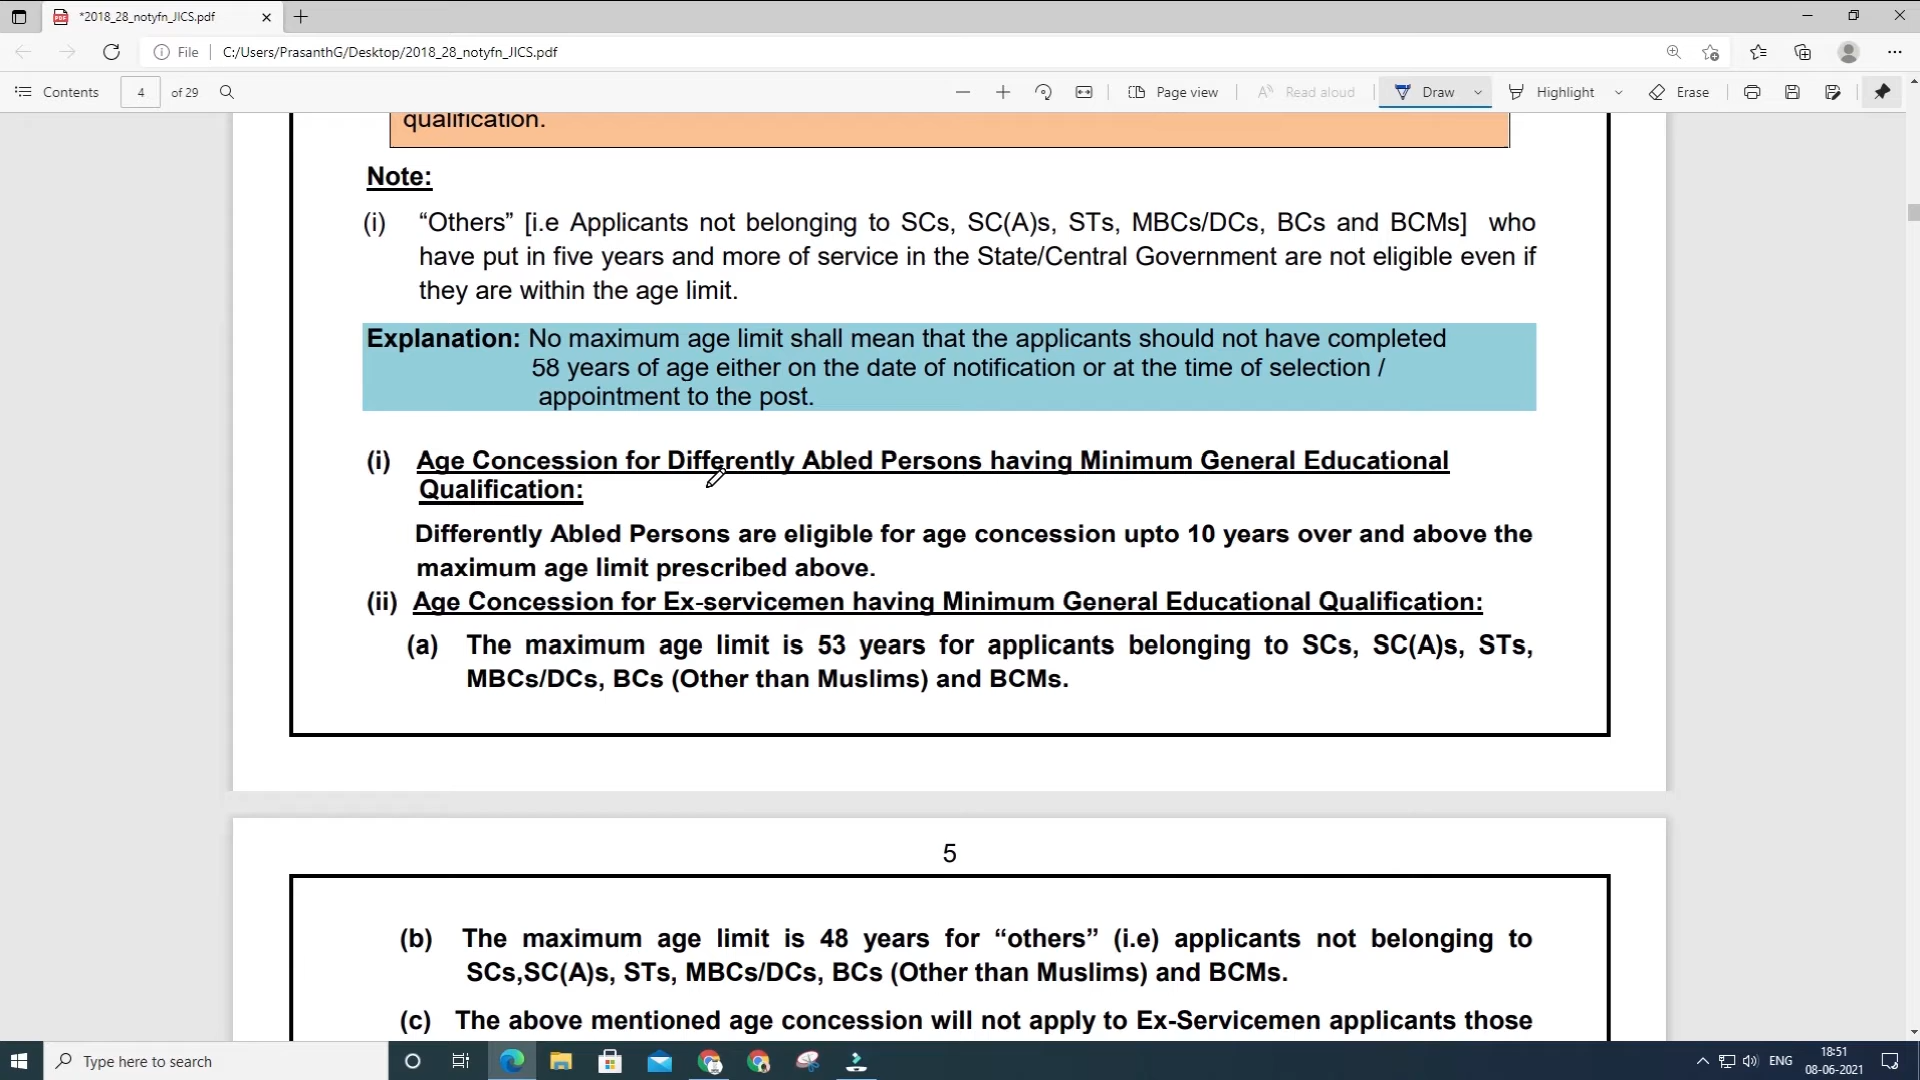 *2018_28_notyfn_JICS.pdf
File
C:/Users/PrasanthG/Desktop/2018_28_notyfn_JICS.pdf
Contents 4 of 29
Page view Read aloud Draw Highlight Erase
qualification.
Note:
(i) “Others” [i.e Applicants not belonging to SCs, SC(A)s, STs, MBCs/DCs, BCs and BCMs] who
have put in five years and more of service in the State/Central Government are not eligible even if
they are within the age limit.
Explanation: No maximum age limit shall mean that the applicants should not have completed
58 years of age either on the date of notification or at the time of selection /
appointment to the post.
(i) Age Concession for Differently Abled Persons having Minimum General Educational
Qualification:
Differently Abled Persons are eligible for age concession upto 10 years over and above the
maximum age limit prescribed above.
(ii) Age Concession for Ex-servicemen having Minimum General Educational Qualification:
(a) The maximum age limit is 53 years for applicants belonging to SCs, SC(A)s, STs,
MBCs/DCs, BCs (Other than Muslims) and BCMs.
5
(b) The maximum age limit is 48 years for “others” (i.e) applicants not belonging to
SCs,SC(A)s, STs, MBCs/DCs, BCs (Other than Muslims) and BCMs.
(c) The above mentioned age concession will not apply to Ex-Servicemen applicants those
Type here to search
ENG
18:51
08-06-2021